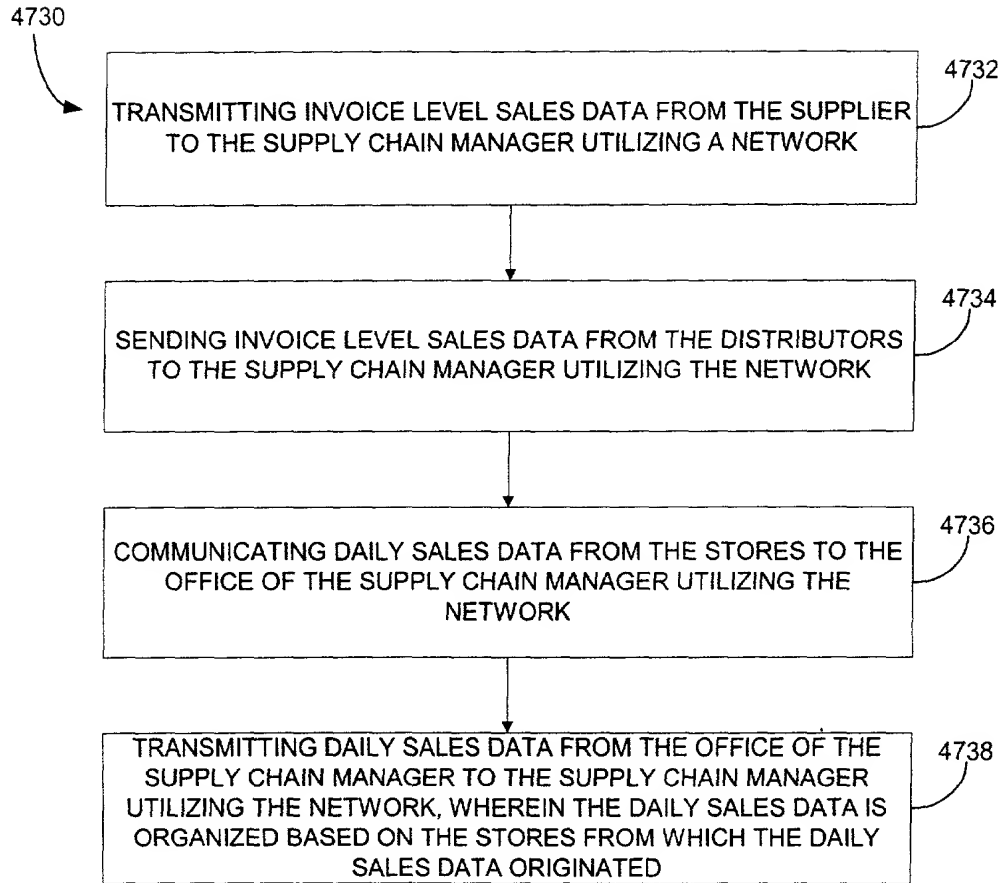 4730
4732
TRANSMITTING INVOICE LEVEL SALES DATA FROM THE SUPPLIER
TO THE SUPPLY CHAIN MANAGER UTILIZING A NETWORK
4734
SENDING INVOICE LEVEL SALES DATA FROM THE DISTRIBUTORS
TO THE SUPPLY CHAIN MANAGER UTILIZING THE NETWORK
4736
COMMUNICATING DAILY SALES DATA FROM THE STORES TO THE
OFFICE OF THE SUPPLY CHAIN MANAGER UTILIZING THE
NETWORK
4738
TRANSMITTING DAILY SALES DATA FROM THE OFFICE OF THE
SUPPLY CHAIN MANAGER TO THE SUPPLY CHAIN MANAGER
UTILIZING THE NETWORK, WHEREIN THE DAILY SALES DATA IS
ORGANIZED BASED ON THE STORES FROM WHICH THE DAILY
SALES DATA ORIGINATED